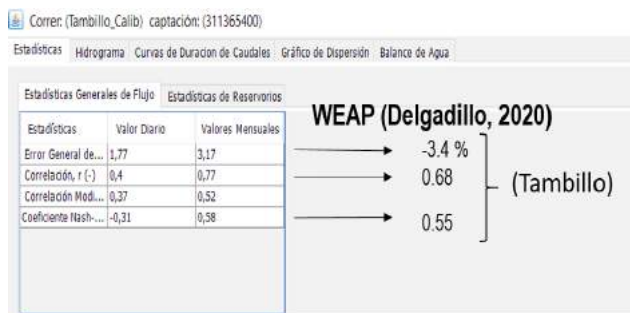 Correr: (Tambillo_Calib) captación: (311365400)
Estadísticas Hidrograma Curvas de Duracion de Caudales Gráfico de Dispersión Balance de Agua
Estadísticas Generales de Flujo Estadísticas de Reservorios
WEAP (Delgadillo, 2020)
Estadísticas Valor Diario Valores Mensuales
Error General de... 1,77 3,17 -3.4 %
Correlación, r (-) 0,4 0,77 0.68
(Tambillo)
Correlación Modi... 0,37 0,52
Coeficiente Nash-... -0,31 0,58 0.55